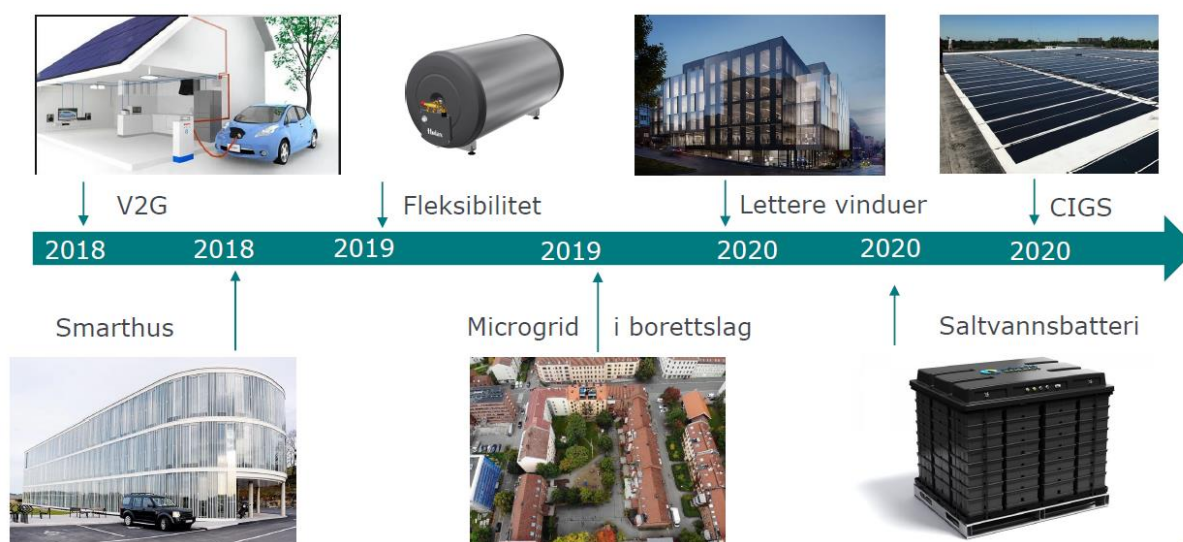 V2G
Fleksibilitet
Lettere vinduer
CIGS
2018 2018 2019 2019 2020 2020 2020
Smarthus
Microgrid i borettslag
Saltvannsbatteri